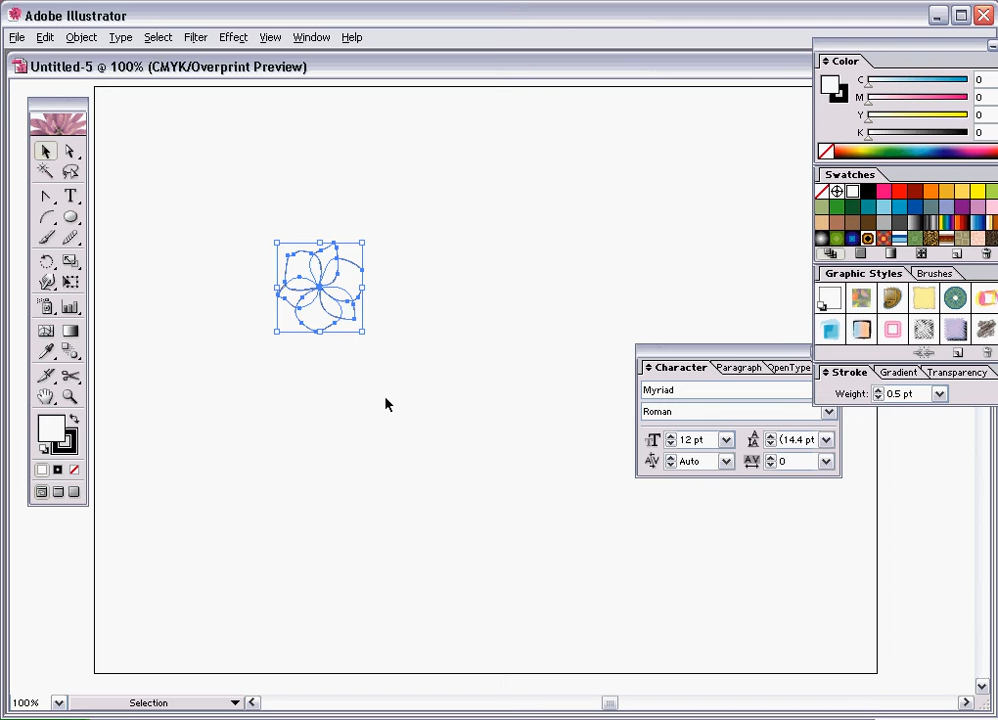 Adobe Illustrator
File Edit Object Type Select Filter Effect View Window Help
Untitled-5 @ 100% (CMYK/Overprint Preview)
Color
C 0
M 0
Y 0
K 0
Swatches
Graphic Styles Brushes
Stroke Gradient Transparency
Weight: 0.5 pt
Character Paragraph OpenType
Myriad
Roman
12 pt (14.4 pt
Auto 0
100% Selection